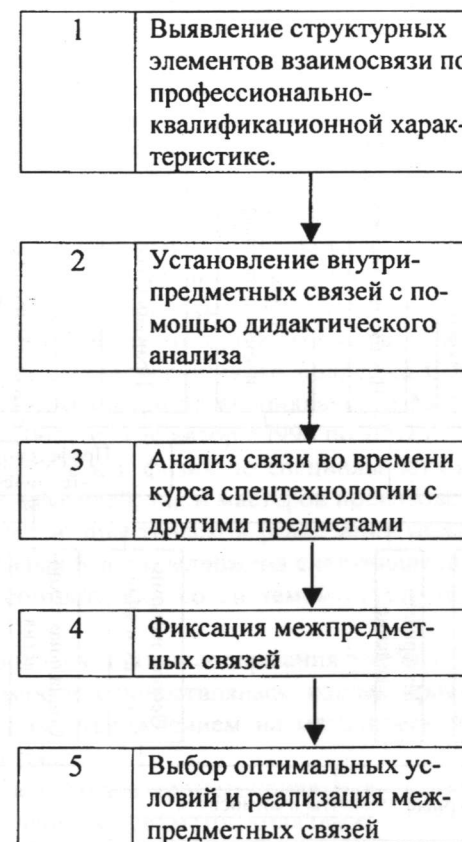 1 Выявление структурных
элементов взаимосвязи по
профессионально-
квалификационной харак-
теристике.
2 Установление внутри-
предметных связей с по-
мощью дидактического
анализа
3 Анализ связи во времени
курса спецтехнологии с
другими предметами
4 Фиксация межпредмет-
ных связей
5 Выбор оптимальных ус-
ловий и реализация меж-
предметных связей